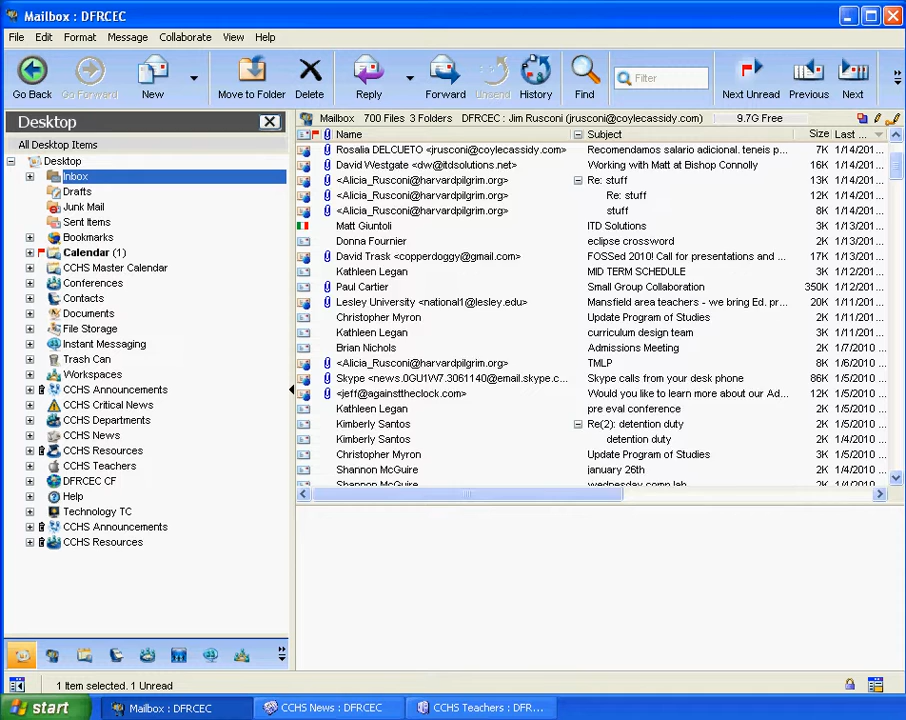 Mailbox : DFRCEC
File Edit Format Message Collaborate View Help
Go Back Go Forward New Move to Folder Delete Reply Forward Unsend History Find Filter Next Unread Previous Next
Desktop
All Desktop Items
Desktop
Inbox
Drafts
Junk Mail
Sent Items
Bookmarks
Calendar (1)
CCHS Master Calendar
Conferences
Contacts
Documents
File Storage
Instant Messaging
Trash Can
Workspaces
CCHS Announcements
CCHS Critical News
CCHS Departments
CCHS News
CCHS Resources
CCHS Teachers
DFRCEC CF
Help
Technology TC
CCHS Announcements
CCHS Resources
Mailbox 700 Files 3 Folders DFRCEC : Jim Rusconi (jrusconi@coylecassidy.com) 9.7G Free
Name Subject Size Last ...
Rosalia DELCUETO <jrusconi@coylecassidy.com> Recomendamos salario adicional. teneis p... 7K 1/14/201...
David Westgate <dw@itdsolutions.net> Working with Matt at Bishop Connolly 16K 1/14/201...
<Alicia_Rusconi@harvardpilgrim.org> Re: stuff 13K 1/14/201...
<Alicia_Rusconi@harvardpilgrim.org> Re: stuff 9K 1/14/201...
<Alicia_Rusconi@harvardpilgrim.org> stuff 8K 1/14/201...
Matt Giuntoli ITD Solutions 3K 1/13/201...
Donna Fournier eclipse crossword 2K 1/13/201...
David Trask <copperdoggy@gmail.com> FOSSed 2010! Call for presentations and ... 17K 1/13/201...
Kathleen Legan MID TERM SCHEDULE 3K 1/12/201...
Paul Cartier Small Group Collaboration 350K 1/11/201...
Lesley University <national1@lesley.edu> Mansfield area teachers - we bring Ed. pr... 20K 1/11/201...
Christopher Myron Update Program of Studies 2K 1/11/201...
Kathleen Legan curriculum design team 3K 1/11/201...
Brian Nichols Admissions Meeting 2K 1/7/2010 ...
<Alicia_Rusconi@harvardpilgrim.org> TMLP 8K 1/6/2010 ...
Skype <news.0GU1W7.3061140@email.skype.c... Skype calls from your desk phone 86K 1/5/2010 ...
<jeff@againsttheclock.com> Would you like to learn more about our Ad... 12K 1/5/2010 ...
Kathleen Legan pre eval conference 2K 1/5/2010 ...
Kimberly Santos Re(2): detention duty 2K 1/5/2010 ...
Kimberly Santos detention duty 2K 1/4/2010 ...
Christopher Myron Update Program of Studies 2K 1/5/2010 ...
Shannon McGuire january 26th 2K 1/5/2010 ...
Shannon McGuire wednesday comp lab 2K 1/5/2010 ...
1 Item selected. 1 Unread
start Mailbox : DFRCEC CCHS News : DFRCEC CCHS Teachers : DFR...